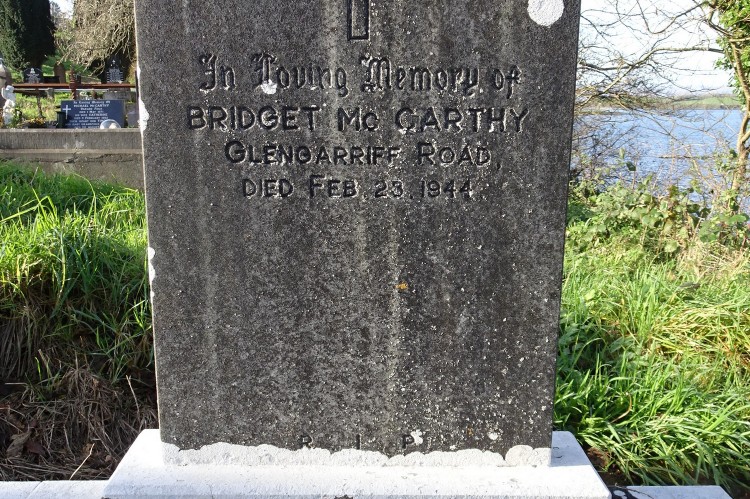 In Loving Memory of
BRIDGET Mc CARTHY
GLENGARRIFF ROAD,
DIED FEB. 23, 1944.
R I P